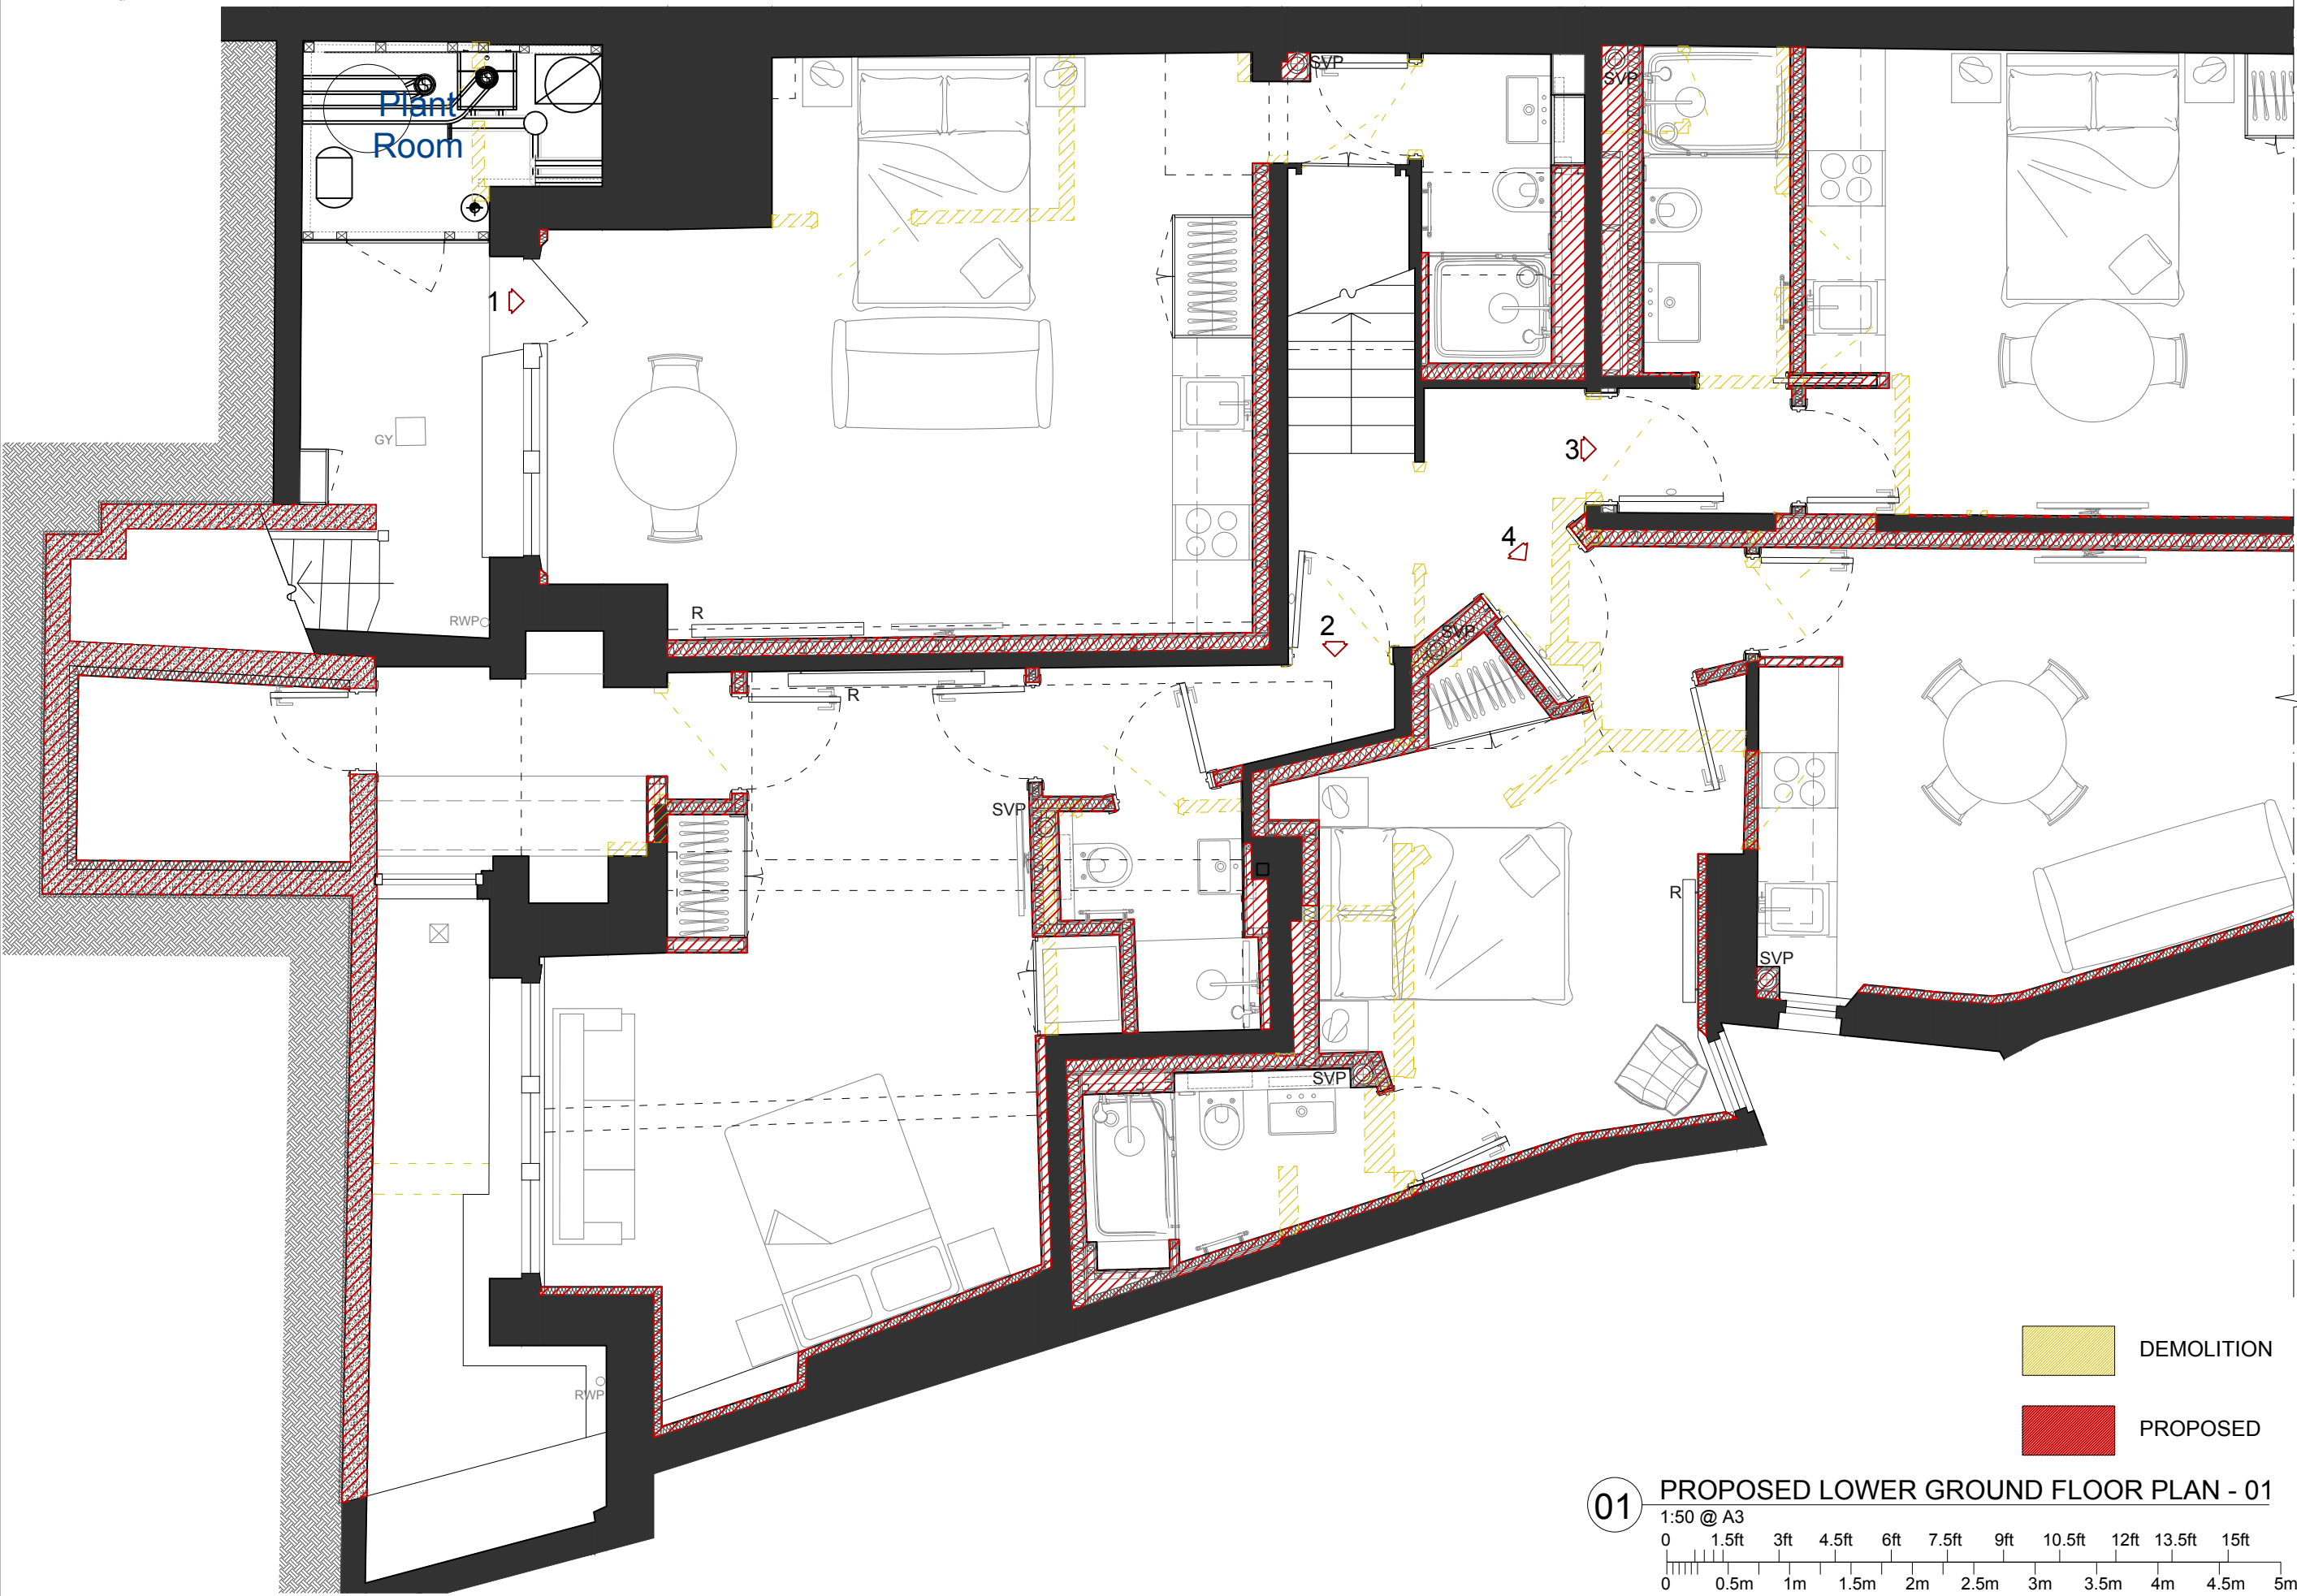 SVP
SVP
Plant
Room
1
GY
3
4
R
RWP
2
SVP
R
SVP
R
SVP
SVP
RWP
DEMOLITION
PROPOSED
01
PROPOSED LOWER GROUND FLOOR PLAN - 01
1:50 @ A3
0 1.5ft 3ft 4.5ft 6ft 7.5ft 9ft 10.5ft 12ft 13.5ft 15ft
0 0.5m 1m 1.5m 2m 2.5m 3m 3.5m 4m 4.5m 5m